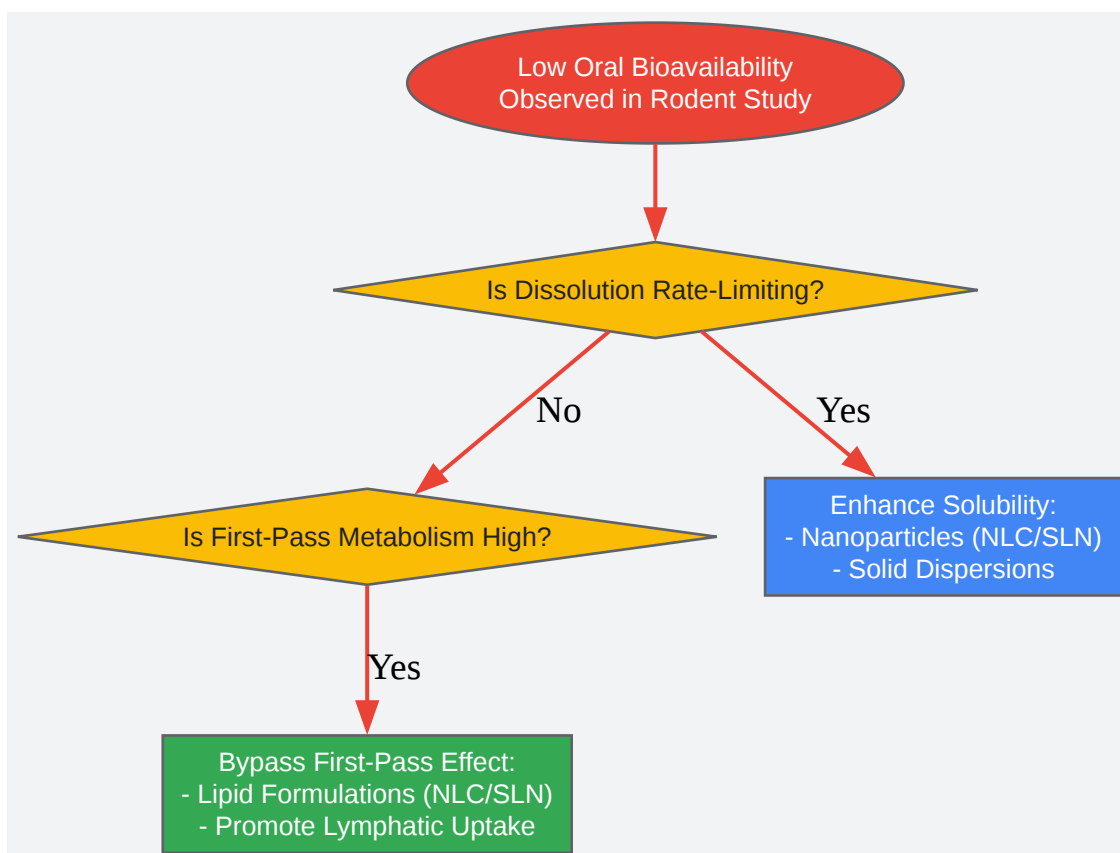 Low Oral Bioavailability
Observed in Rodent Study
Is Dissolution Rate-Limiting?
No
Yes
Enhance Solubility:
- Nanoparticles (NLC/SLN)
- Solid Dispersions
Is First-Pass Metabolism High?
Yes
Bypass First-Pass Effect:
- Lipid Formulations (NLC/SLN)
- Promote Lymphatic Uptake